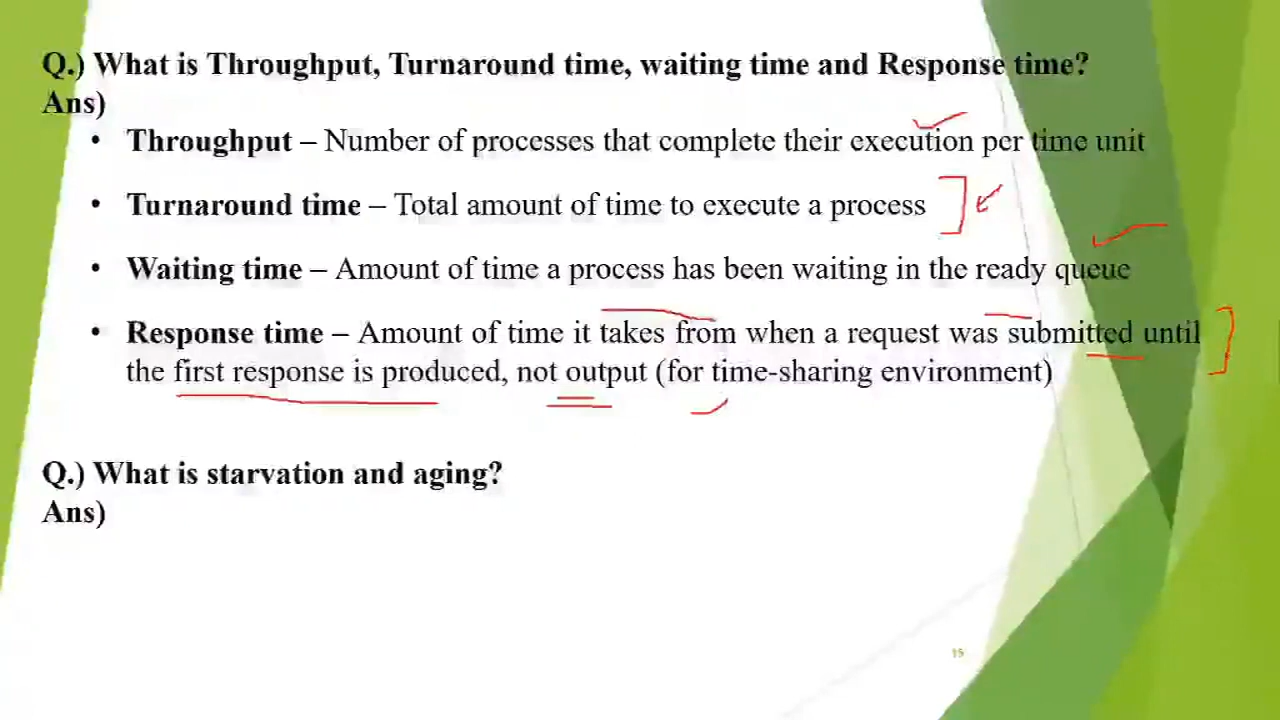 Q.) What is Throughput, Turnaround time, waiting time and Response time?
Ans)
• Throughput – Number of processes that complete their execution per time unit
• Turnaround time – Total amount of time to execute a process
• Waiting time – Amount of time a process has been waiting in the ready queue
• Response time – Amount of time it takes from when a request was submitted until
the first response is produced, not output (for time-sharing environment)
Q.) What is starvation and aging?
Ans)